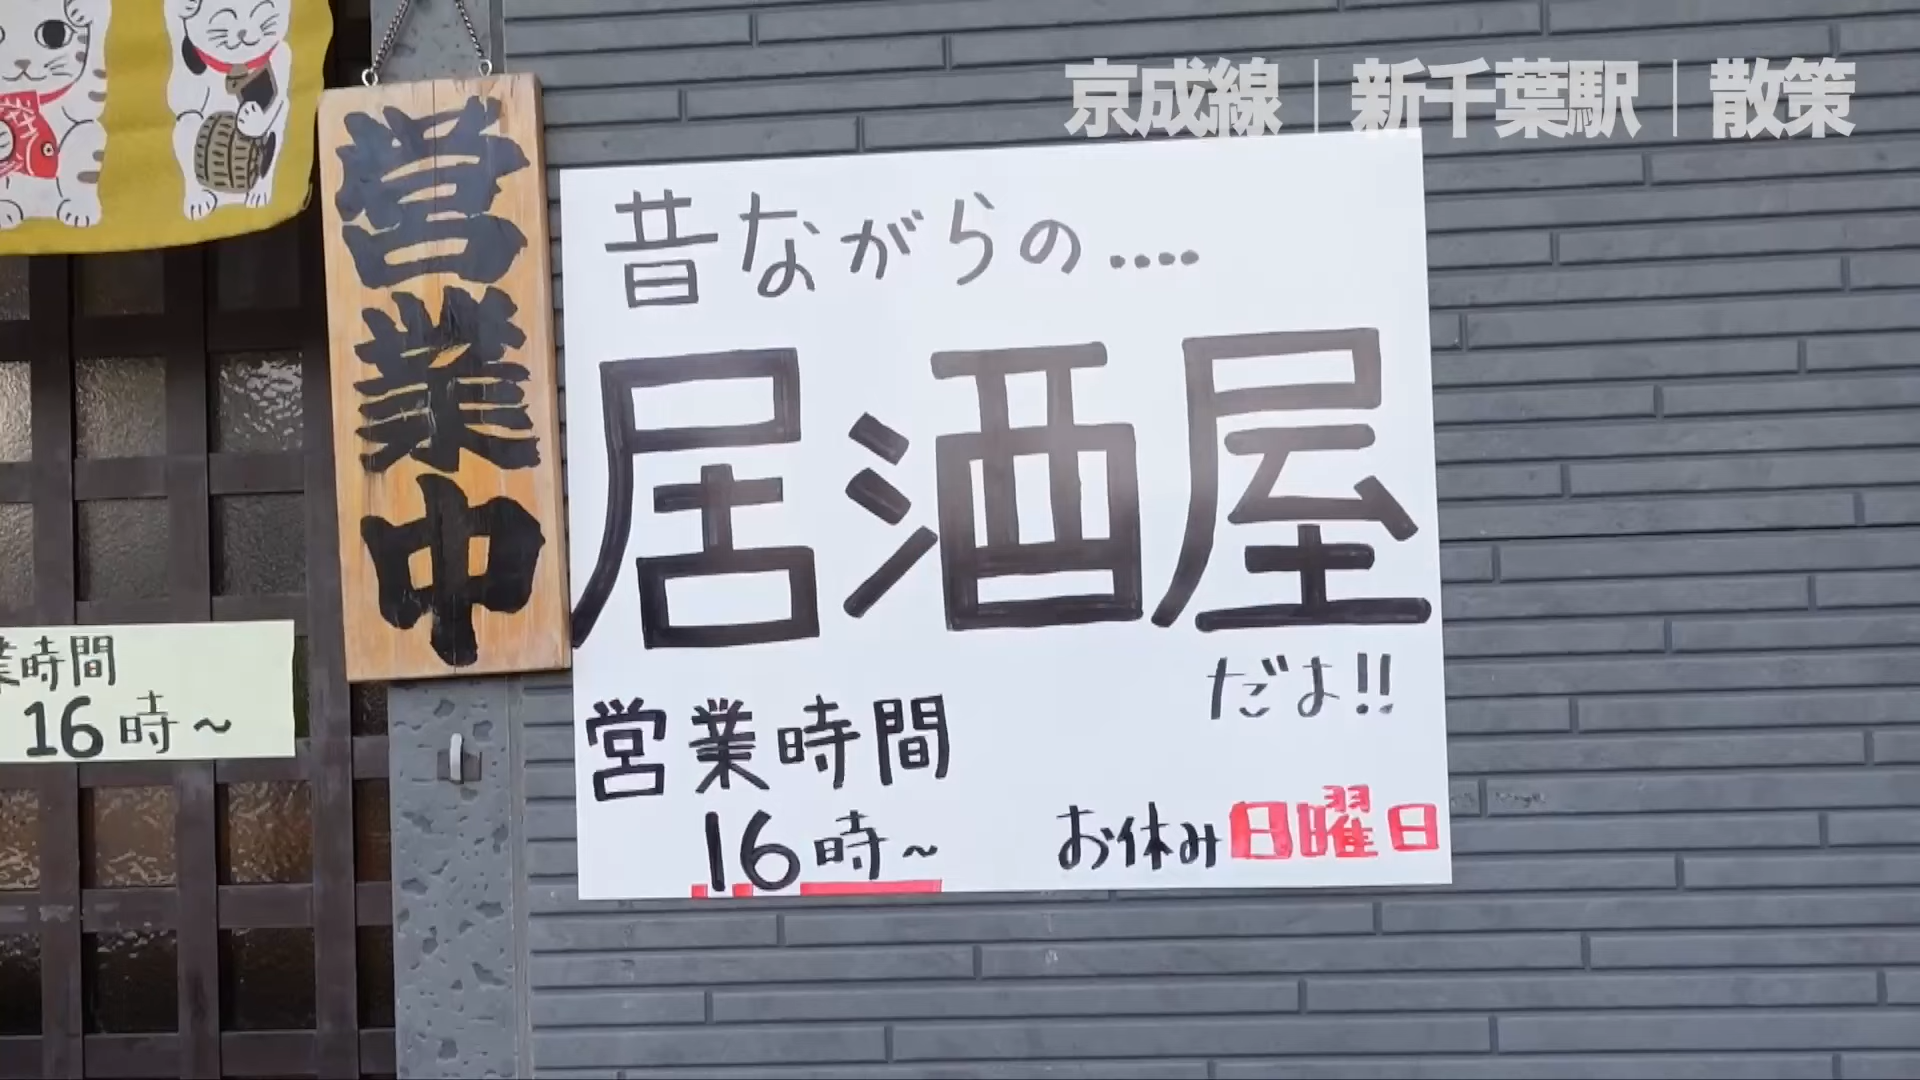 京成線｜新千葉駅｜散策
営業中
昔ながらの....
居酒屋
だよ!!
営業時間
16時～
お休み日曜日
業時間
16時～